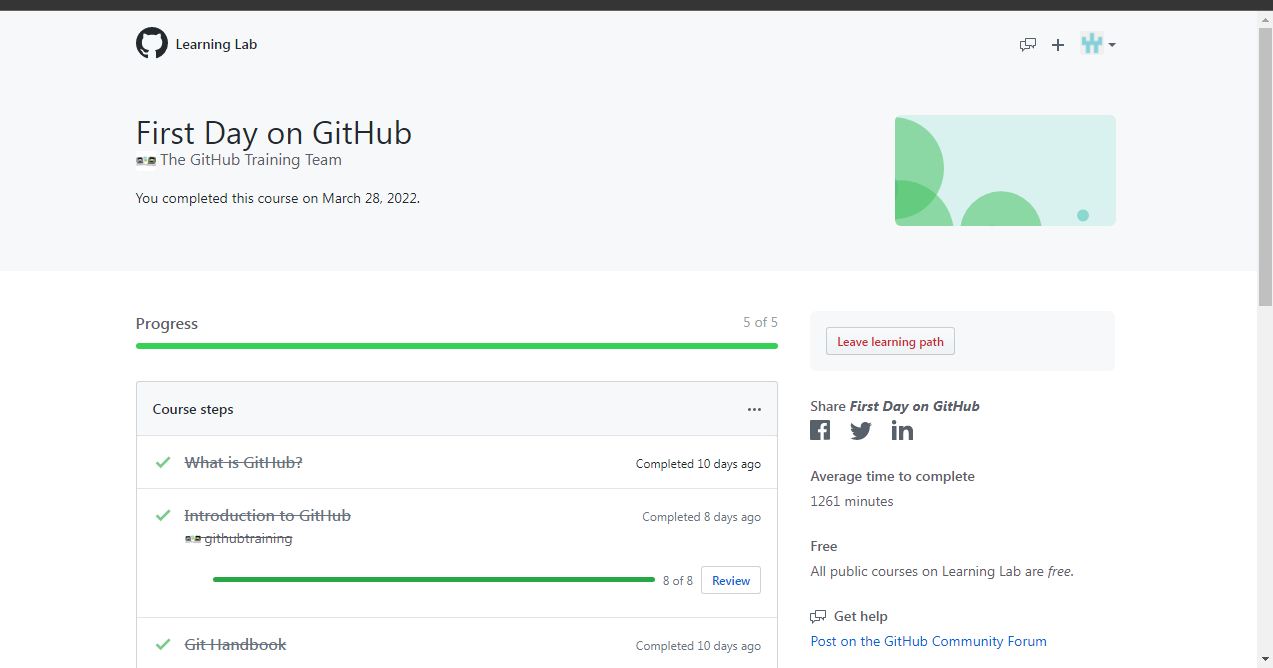 Learning Lab
First Day on GitHub
The GitHub Training Team
You completed this course on March 28, 2022.
Progress
5 of 5
Course steps
What is GitHub?
Completed 10 days ago
Introduction to GitHub
Completed 8 days ago
githubtraining
8 of 8
Review
Git Handbook
Completed 10 days ago
Leave learning path
Share First Day on GitHub
Average time to complete
1261 minutes
Free
All public courses on Learning Lab are free.
Get help
Post on the GitHub Community Forum